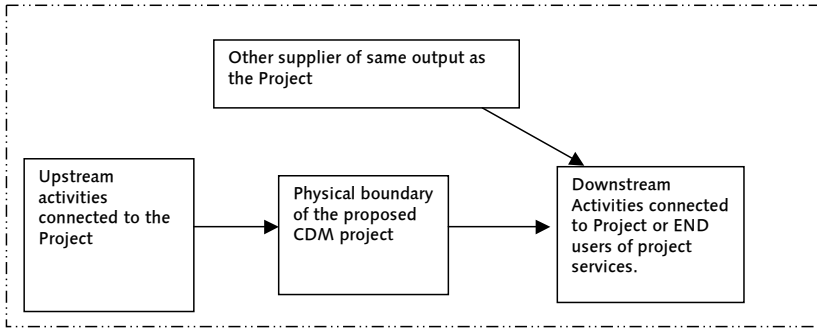 Other supplier of same output as
the Project
Upstream
activities
connected to the
Project
Physical boundary
of the proposed
CDM project
Downstream
Activities connected
to Project or END
users of project
services.